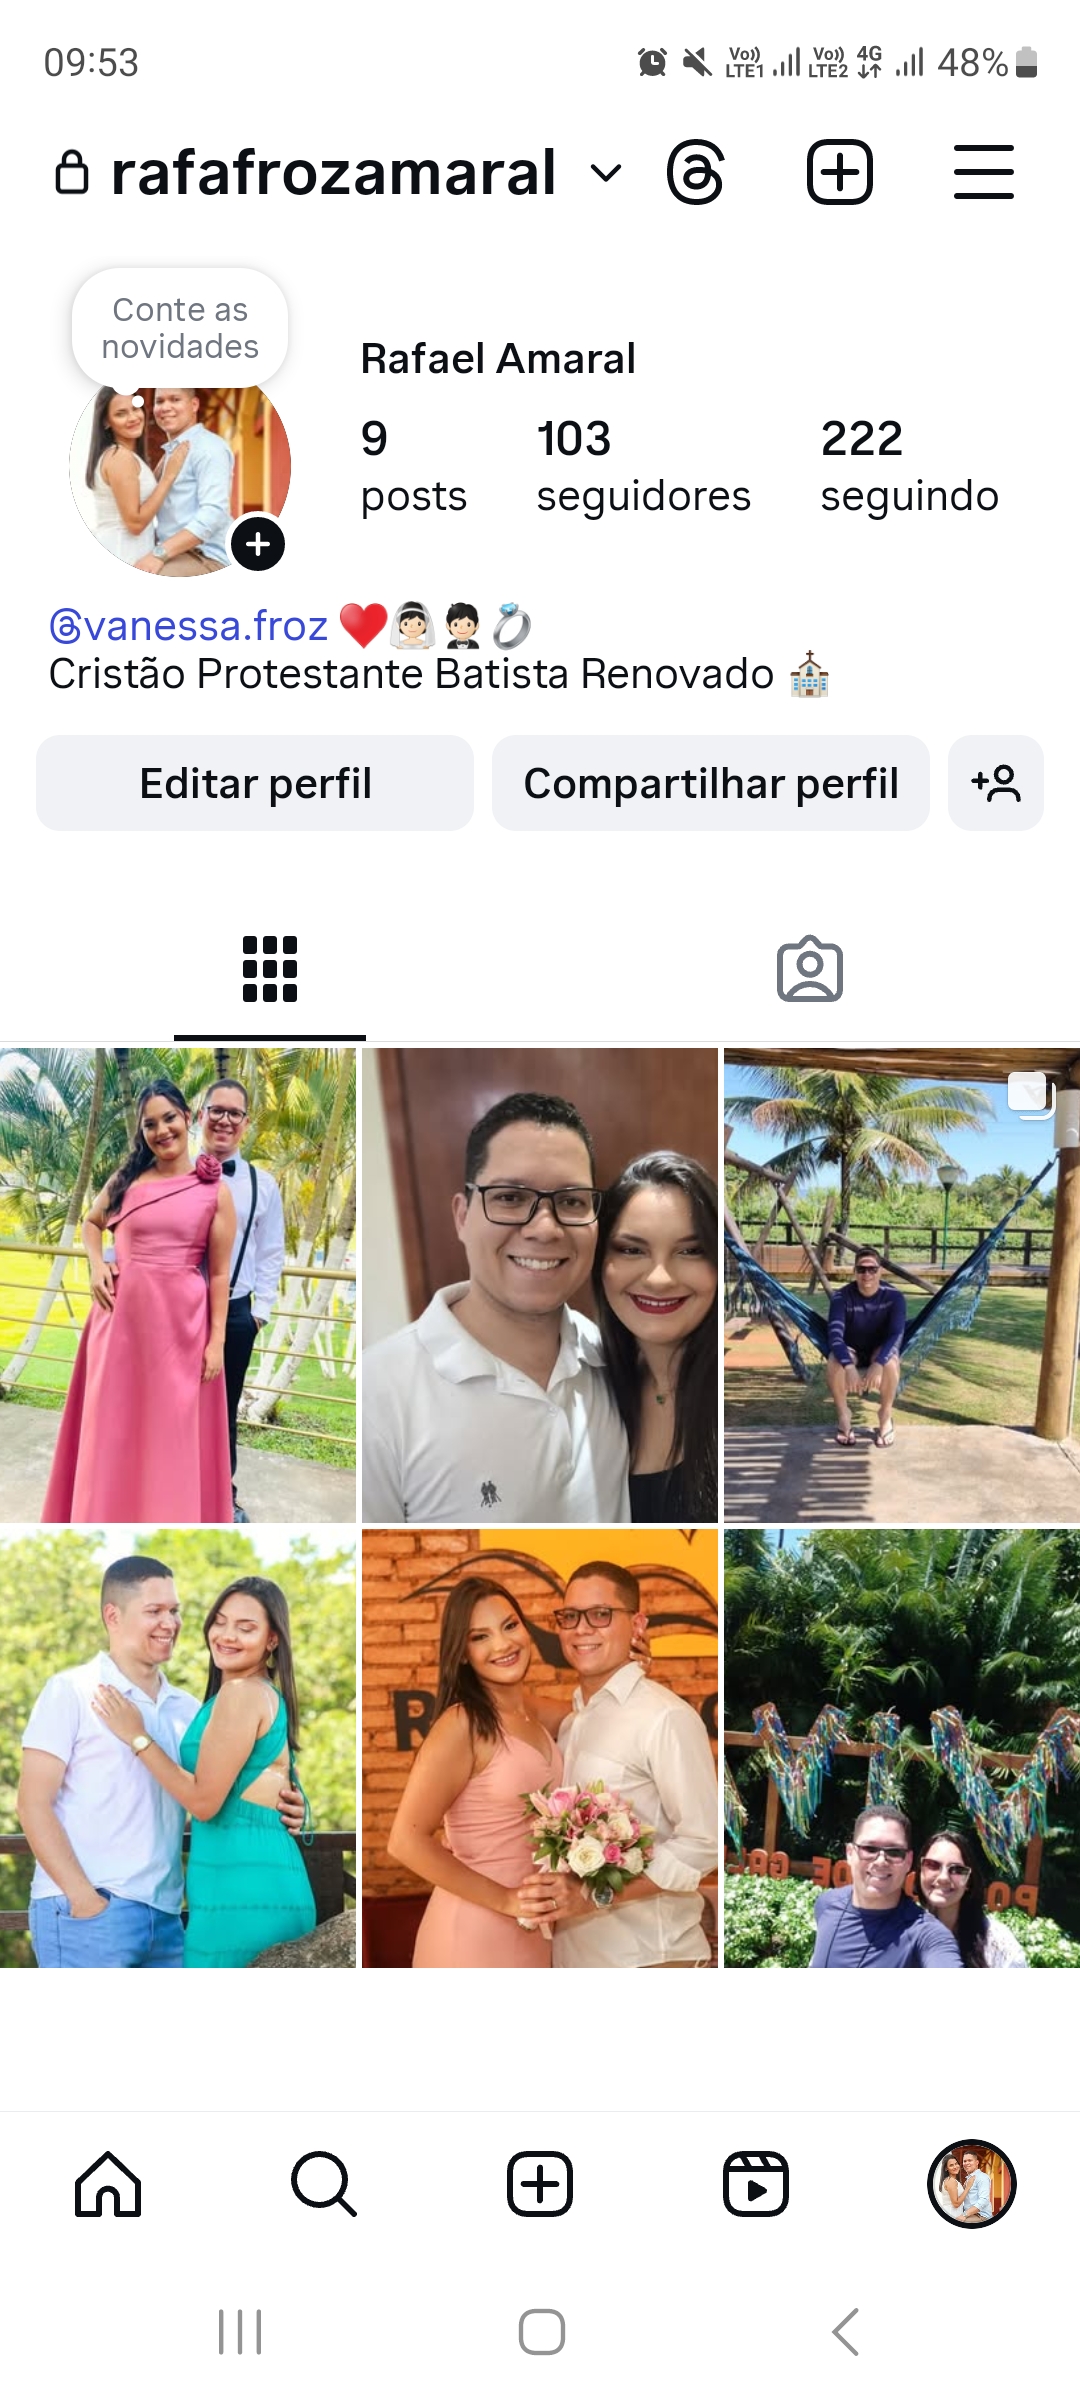 09:53
Vo)) LTE1 Vo)) LTE2 4G 48%
rafafrozamaral
Conte as
novidades
Rafael Amaral
9 103 222
posts seguidores seguindo
@vanessa.froz ❤️👰🏻🤵🏻💍
Cristão Protestante Batista Renovado ⛪
Editar perfil Compartilhar perfil